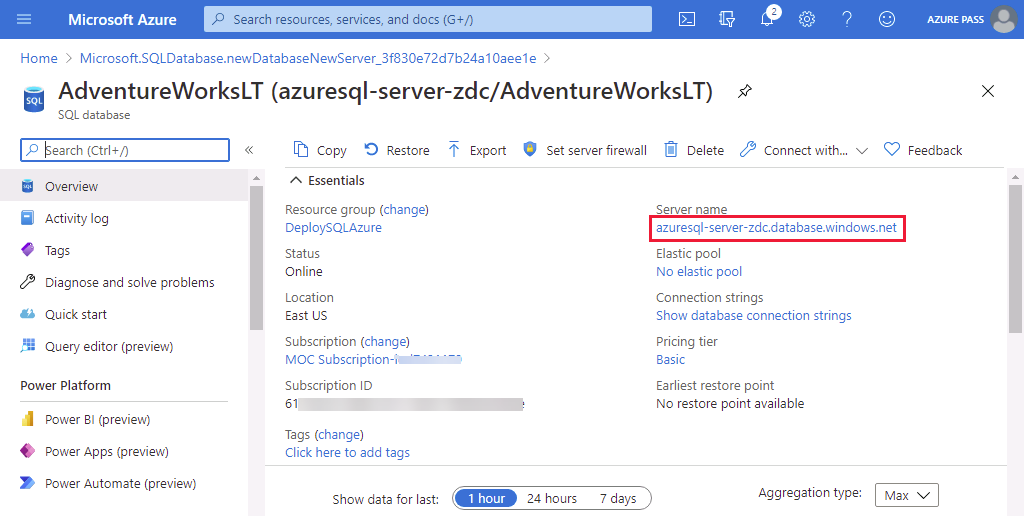 Microsoft Azure
Search resources, services, and docs (G+/)
2
AZURE PASS
Home > Microsoft.SQLDatabase.newDatabaseNewServer_3f830e72d7b24a10aee1e >
SQL
AdventureWorksLT (azuresql-server-zdc/AdventureWorksLT)
SQL database
Search (Ctrl+/)
«
Copy
Restore
Export
Set server firewall
Delete
Connect with...
Feedback
Overview
Activity log
Tags
Diagnose and solve problems
Quick start
Query editor (preview)
Power Platform
Power BI (preview)
Power Apps (preview)
Power Automate (preview)
Essentials
Resource group (change)
DeploySQLAzure
Status
Online
Location
East US
Subscription (change)
MOC Subscription-
Subscription ID
61
Tags (change)
Click here to add tags
Server name
azuresql-server-zdc.database.windows.net
Elastic pool
No elastic pool
Connection strings
Show database connection strings
Pricing tier
Basic
Earliest restore point
No restore point available
Show data for last:
1 hour
24 hours
7 days
Aggregation type:
Max